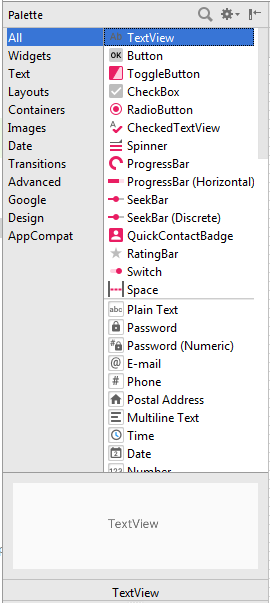 Palette
All
Widgets
Text
Layouts
Containers
Images
Date
Transitions
Advanced
Google
Design
AppCompat
Ab TextView
OK Button
ToggleButton
CheckBox
RadioButton
CheckedTextView
Spinner
ProgressBar
ProgressBar (Horizontal)
SeekBar
SeekBar (Discrete)
QuickContactBadge
RatingBar
Switch
Space
abc Plain Text
Password
# Password (Numeric)
@ E-mail
# Phone
Postal Address
Multiline Text
Time
2 Date
123 Number
TextView
TextView